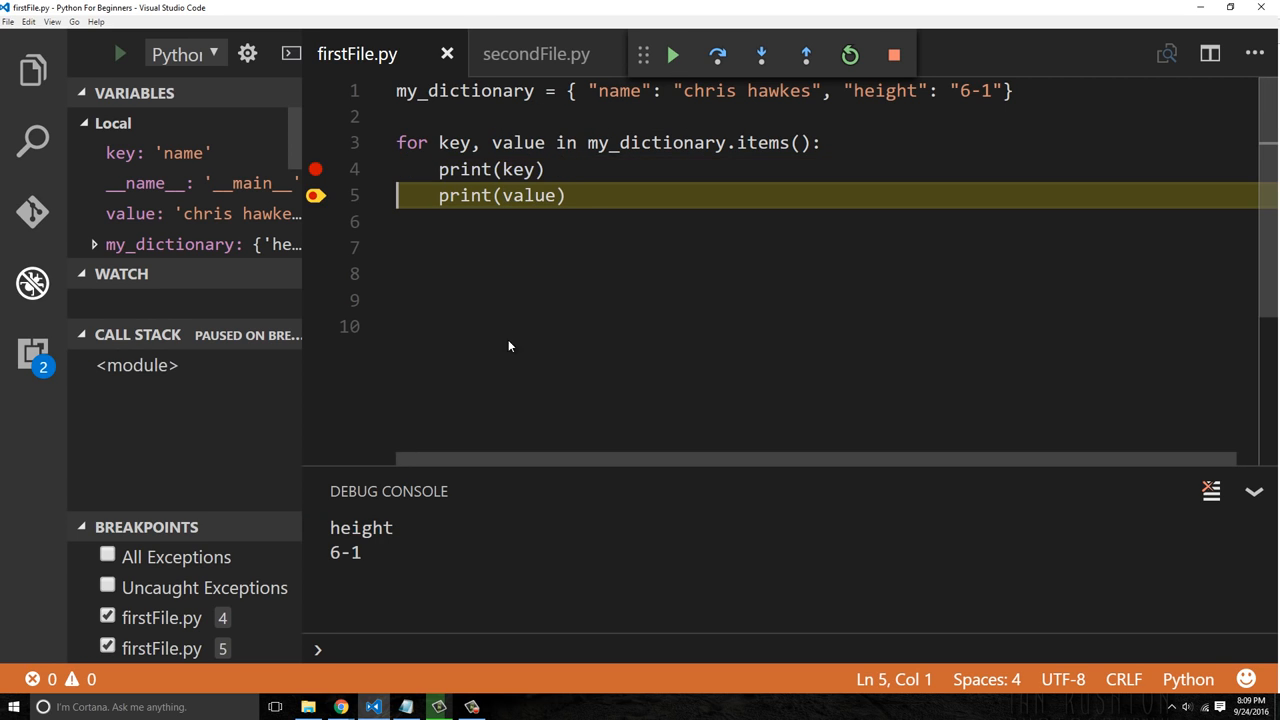 firstFile.py - Python For Beginners - Visual Studio Code
File Edit View Go Help
Python
firstFile.py
secondFile.py
VARIABLES
Local
key: 'name'
__name__: '__main__'
value: 'chris hawke...
my_dictionary: {'he...
WATCH
CALL STACK PAUSED ON BRE...
<module>
BREAKPOINTS
All Exceptions
Uncaught Exceptions
firstFile.py 4
firstFile.py 5
2
1 my_dictionary = { "name": "chris hawkes", "height": "6-1"}
2
3 for key, value in my_dictionary.items():
4 print(key)
5 print(value)
6
7
8
9
10
DEBUG CONSOLE
height
6-1
0 0 Ln 5, Col 1 Spaces: 4 UTF-8 CRLF Python
I'm Cortana. Ask me anything.
8:09 PM
9/24/2016